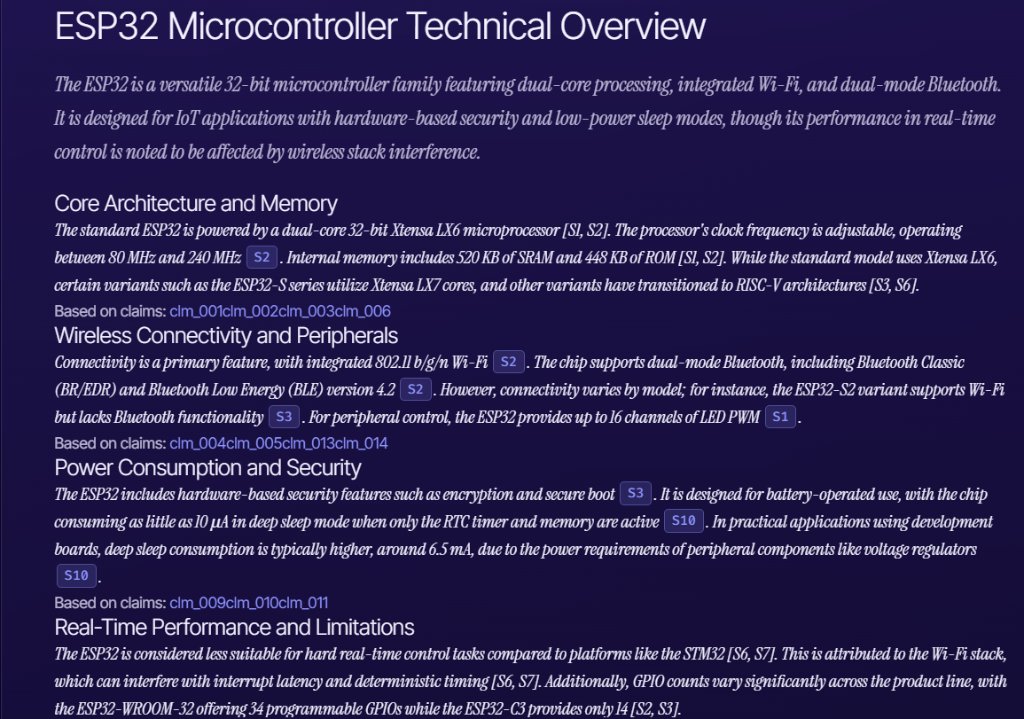 ESP32 Microcontroller Technical Overview
The ESP32 is a versatile 32-bit microcontroller family featuring dual-core processing, integrated Wi-Fi, and dual-mode Bluetooth.
It is designed for IoT applications with hardware-based security and low-power sleep modes, though its performance in real-time
control is noted to be affected by wireless stack interference.
Core Architecture and Memory
The standard ESP32 is powered by a dual-core 32-bit Xtensa LX6 microprocessor [S1, S2]. The processor's clock frequency is adjustable, operating
between 80 MHz and 240 MHz S2 . Internal memory includes 520 KB of SRAM and 448 KB of ROM [S1, S2]. While the standard model uses Xtensa LX6,
certain variants such as the ESP32-S series utilize Xtensa LX7 cores, and other variants have transitioned to RISC-V architectures [S3, S6].
Based on claims: clm_001clm_002clm_003clm_006
Wireless Connectivity and Peripherals
Connectivity is a primary feature, with integrated 802.11 b/g/n Wi-Fi S2 . The chip supports dual-mode Bluetooth, including Bluetooth Classic
(BR/EDR) and Bluetooth Low Energy (BLE) version 4.2 S2 . However, connectivity varies by model; for instance, the ESP32-S2 variant supports Wi-Fi
but lacks Bluetooth functionality S3 . For peripheral control, the ESP32 provides up to 16 channels of LED PWM S1 .
Based on claims: clm_004clm_005clm_013clm_014
Power Consumption and Security
The ESP32 includes hardware-based security features such as encryption and secure boot S3 . It is designed for battery-operated use, with the chip
consuming as little as 10 μA in deep sleep mode when only the RTC timer and memory are active S10 . In practical applications using development
boards, deep sleep consumption is typically higher, around 6.5 mA, due to the power requirements of peripheral components like voltage regulators
S10 .
Based on claims: clm_009clm_010clm_011
Real-Time Performance and Limitations
The ESP32 is considered less suitable for hard real-time control tasks compared to platforms like the STM32 [S6, S7]. This is attributed to the Wi-Fi stack,
which can interfere with interrupt latency and deterministic timing [S6, S7]. Additionally, GPIO counts vary significantly across the product line, with
the ESP32-WROOM-32 offering 34 programmable GPIOs while the ESP32-C3 provides only 14 [S2, S3].